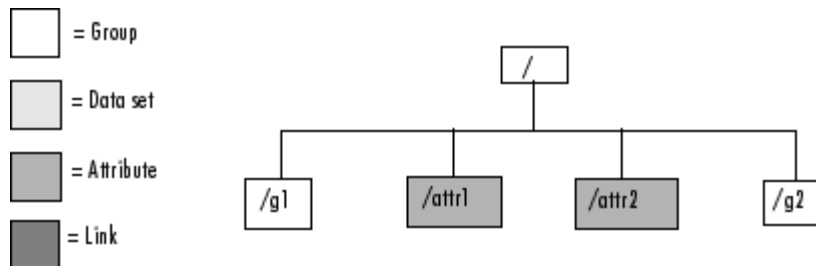 = Group
= Data set
= Attribute
= Link
/
/g1
/attr1
/attr2
/g2